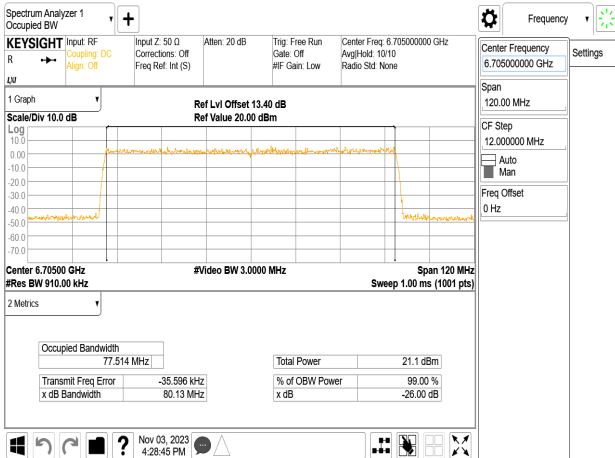 Spectrum Analyzer 1
Occupied BW
Frequency
KEYSIGHT
R
Input: RF
Coupling: DC
Align: Off
Input Z: 50 Ω
Corrections: Off
Freq Ref: Int (S)
Atten: 20 dB
Trig: Free Run
Gate: Off
#IF Gain: Low
Center Freq: 6.705000000 GHz
Avg|Hold: 10/10
Radio Std: None
Center Frequency
6.705000000 GHz
Settings
Span
120.00 MHz
CF Step
12.000000 MHz
Auto
Man
Freq Offset
0 Hz
1 Graph
Scale/Div 10.0 dB
Ref Lvl Offset 13.40 dB
Ref Value 20.00 dBm
Log
10.0
0.00
-10.0
-20.0
-30.0
-40.0
-50.0
-60.0
-70.0
Center 6.70500 GHz
#Res BW 910.00 kHz
#Video BW 3.0000 MHz
Span 120 MHz
Sweep 1.00 ms (1001 pts)
2 Metrics
Occupied Bandwidth
77.514 MHz
Total Power 21.1 dBm
Transmit Freq Error -35.596 kHz
% of OBW Power 99.00 %
x dB Bandwidth 80.13 MHz
x dB -26.00 dB
?
Nov 03, 2023
4:28:45 PM